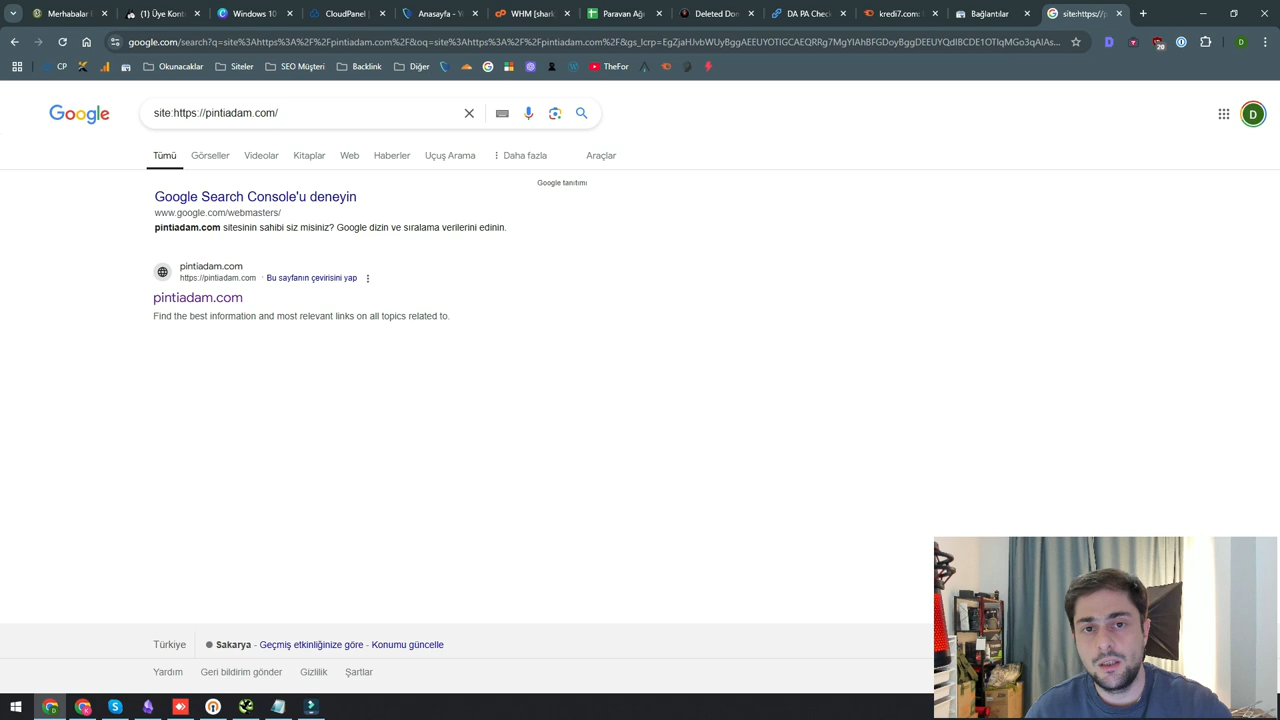 Me
(1) Üye Kont
Windows 10
CloudPanel
Anasayfa - Y
WHM [shark
Paravan Ağ
Deleted Dom
DA PA Check
kredi7.com:
Bağlantılar
site:https://p
google.com/search?q=site%3Ahttps%3A%2F%2Fpintiadam.com%2F&oq=site%3Ahttps%3A%2F%2Fpintiadam.com%2F&gs_lcrp=
20
D
CP
Okunacaklar
Siteler
SEO Müşteri
Backlink
Diğer
TheFor
Google
site:https://pintiadam.com/
D
Tümü
Görseller
Videolar
Kitaplar
Web
Haberler
Uçuş Arama
Daha fazla
Araçlar
Google tanıtımı
Google Search Console'u deneyin
www.google.com/webmasters/
pintiadam.com sitesinin sahibi siz misiniz? Google dizin ve sıralama verilerini edinin.
pintiadam.com
https://pintiadam.com · Bu sayfanın çevirisini yap
pintiadam.com
Find the best information and most relevant links on all topics related to.
Türkiye
Sakarya - Geçmiş etkinliğinize göre - Konumu güncelle
Yardım
Geri bildirim gönder
Gizlilik
Şartlar